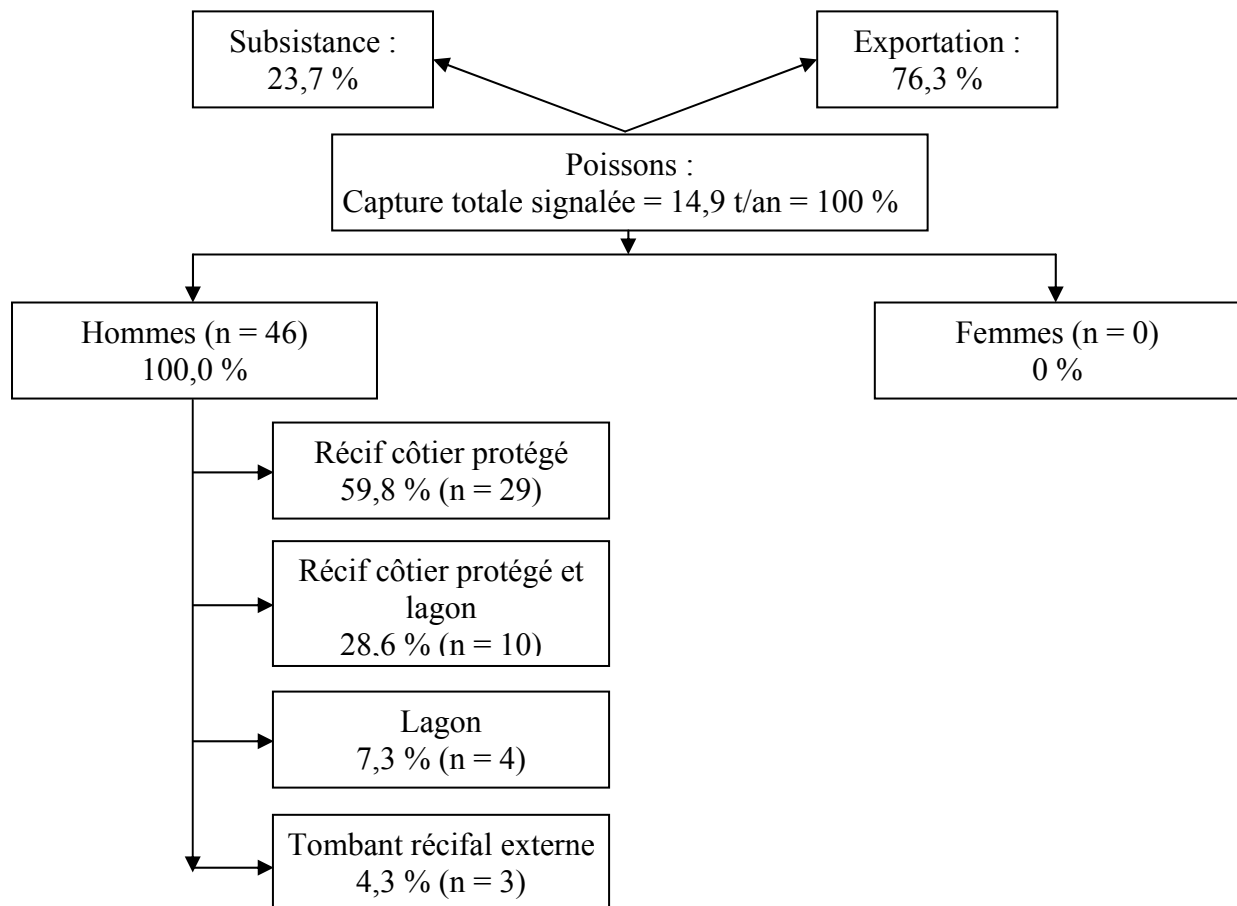 Subsistance :
23,7 %
Exportation :
76,3 %
Poissons :
Capture totale signalée = 14,9 t/an = 100 %
Hommes (n = 46)
100,0 %
Femmes (n = 0)
0 %
Récif côtier protégé
59,8 % (n = 29)
Récif côtier protégé et
lagon
28,6 % (n = 10)
Lagon
7,3 % (n = 4)
Tombant récifal externe
4,3 % (n = 3)